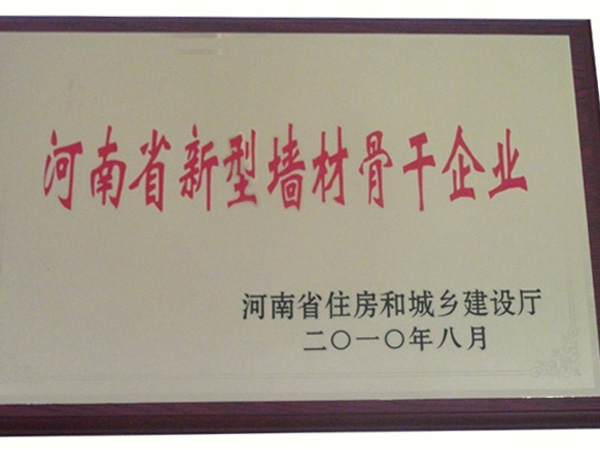 河南省新型墙材骨干企业
河南省住房和城乡建设厅
二〇一〇年八月